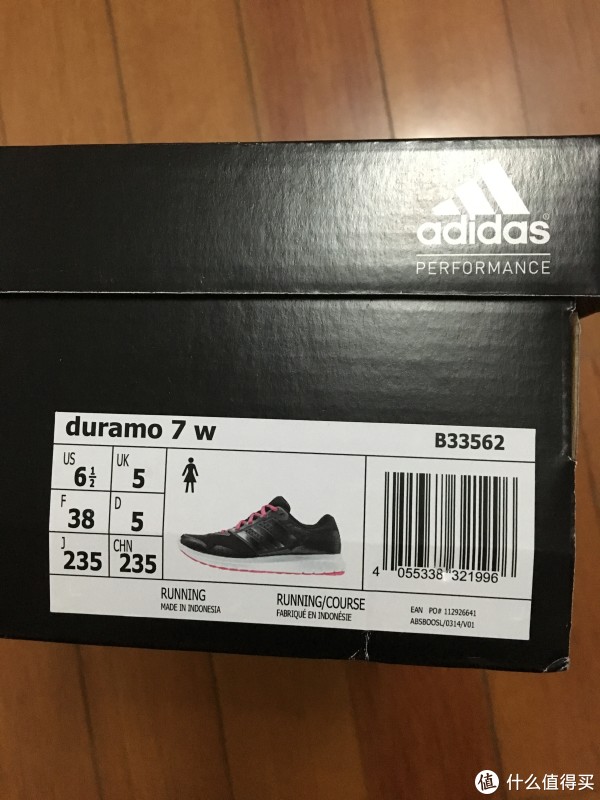 adidas
PERFORMANCE
duramo 7 w
B33562
US 6½
UK 5
F 38
D 5
J 235
CHN 235
4 055338 321996
RUNNING
MADE IN INDONESIA
RUNNING/COURSE
FABRIQUÉ EN INDONÉSIE
EAN PO# 112926641
ABSBOOSL/0314/V01
值 什么值得买